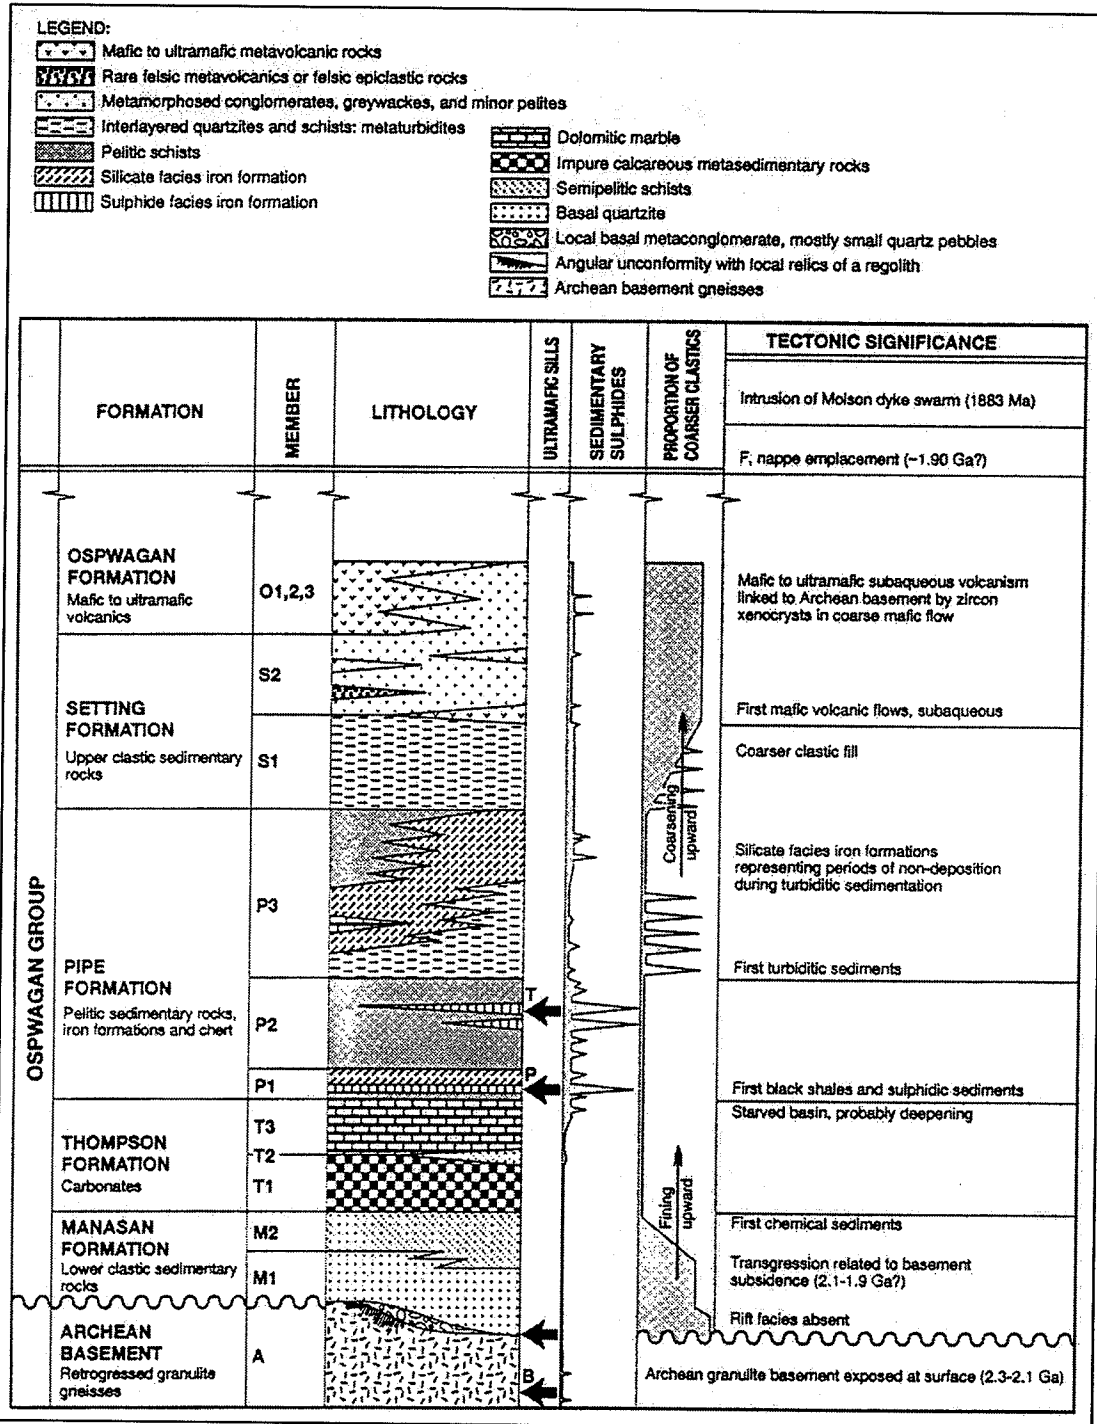 LEGEND:
Mafic to ultramafic metavolcanic rocks
Rare felsic metavolcanics or felsic epiclastic rocks
Metamorphosed conglomerates, greywackes, and minor pelites
Interlayered quartzites and schists: metaturbidites
Pelitic schists
Silicate facies iron formation
Sulphide facies iron formation
Dolomitic marble
Impure calcareous metasedimentary rocks
Semipelitic schists
Basal quartzite
Local basal metaconglomerate, mostly small quartz pebbles
Angular unconformity with local relics of a regolith
Archean basement gneisses
FORMATION
MEMBER
LITHOLOGY
ULTRAMAFIC SILLS
SEDIMENTARY
SULPHIDES
PROPORTION OF
COARSER CLASTICS
TECTONIC SIGNIFICANCE
Intrusion of Molson dyke swarm (1883 Ma)
F₁ nappe emplacement (~1.90 Ga?)
OSPWAGAN GROUP
OSPWAGAN
FORMATION
Mafic to ultramafic
volcanics
O1,2,3
Mafic to ultramafic subaqueous volcanism
linked to Archean basement by zircon
xenocrysts in coarse mafic flow
SETTING
FORMATION
Upper clastic sedimentary
rocks
S2
S1
First mafic volcanic flows, subaqueous
Coarser clastic fill
Coarsening
upward
PIPE
FORMATION
Pelitic sedimentary rocks,
iron formations and chert
P3
P2
P1
T
P
Silicate facies iron formations
representing periods of non-deposition
during turbiditic sedimentation
First turbiditic sediments
First black shales and sulphidic sediments
THOMPSON
FORMATION
Carbonates
T3
T2
T1
Starved basin, probably deepening
Fining
upward
MANASAN
FORMATION
Lower clastic sedimentary
rocks
M2
M1
First chemical sediments
Transgression related to basement
subsidence (2.1-1.9 Ga?)
Rift facies absent
ARCHEAN
BASEMENT
Retrogressed granulite
gneisses
A
B
Archean granulite basement exposed at surface (2.3-2.1 Ga)